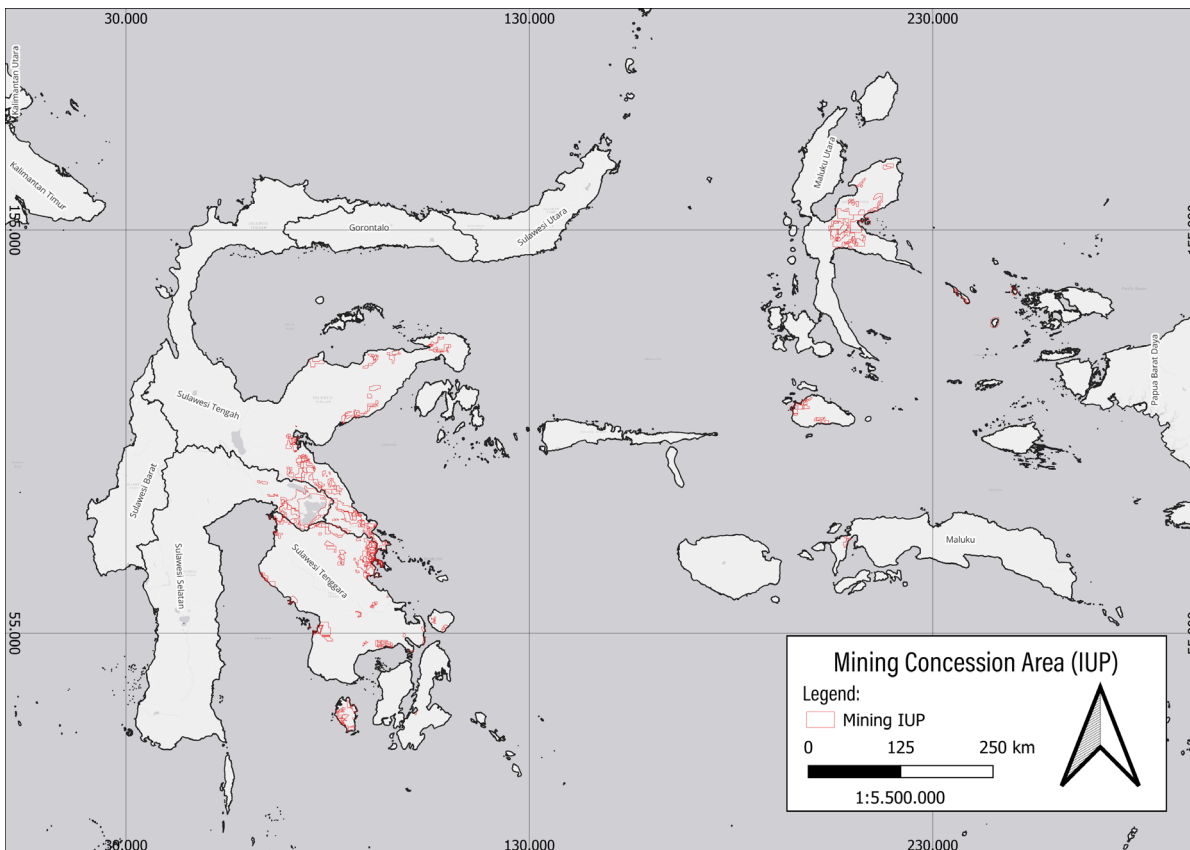 30.000
130.000
230.000
Kalimantan Utara
Kalimantan Timur
Maluku Utara
155.000
Gorontalo
Sulawesi Utara
Sulawesi Tengah
Papua Barat Daya
Sulawesi Barat
Sulawesi Selatan
Sulawesi Tenggara
Maluku
55.000
Mining Concession Area (IUP)
Legend:
Mining IUP
0 125 250 km
1:5.500.000
30.000
130.000
230.000